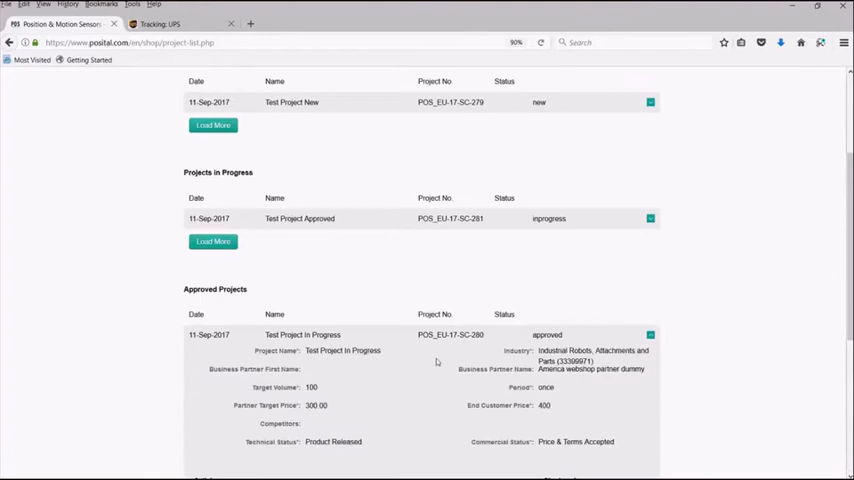 File Edit View History Bookmarks Tools Help
POS Position & Motion Sensors
Tracking: UPS
https://www.posital.com/en/shop/project-list.php
90%
Search
Most Visited Getting Started
Date Name Project No. Status
11-Sep-2017 Test Project New POS_EU-17-SC-279 new
Load More
Projects in Progress
Date Name Project No. Status
11-Sep-2017 Test Project Approved POS_EU-17-SC-281 inprogress
Load More
Approved Projects
Date Name Project No. Status
11-Sep-2017 Test Project In Progress POS_EU-17-SC-280 approved
Project Name*: Test Project In Progress Industry*: Industrial Robots, Attachments and
Parts (33399971)
Business Partner First Name: Business Partner Name: America webshop partner dummy
Target Volume*: 100 Period*: once
Partner Target Price*: 300.00 End Customer Price*: 400
Competitors:
Technical Status*: Product Released Commercial Status*: Price & Terms Accepted